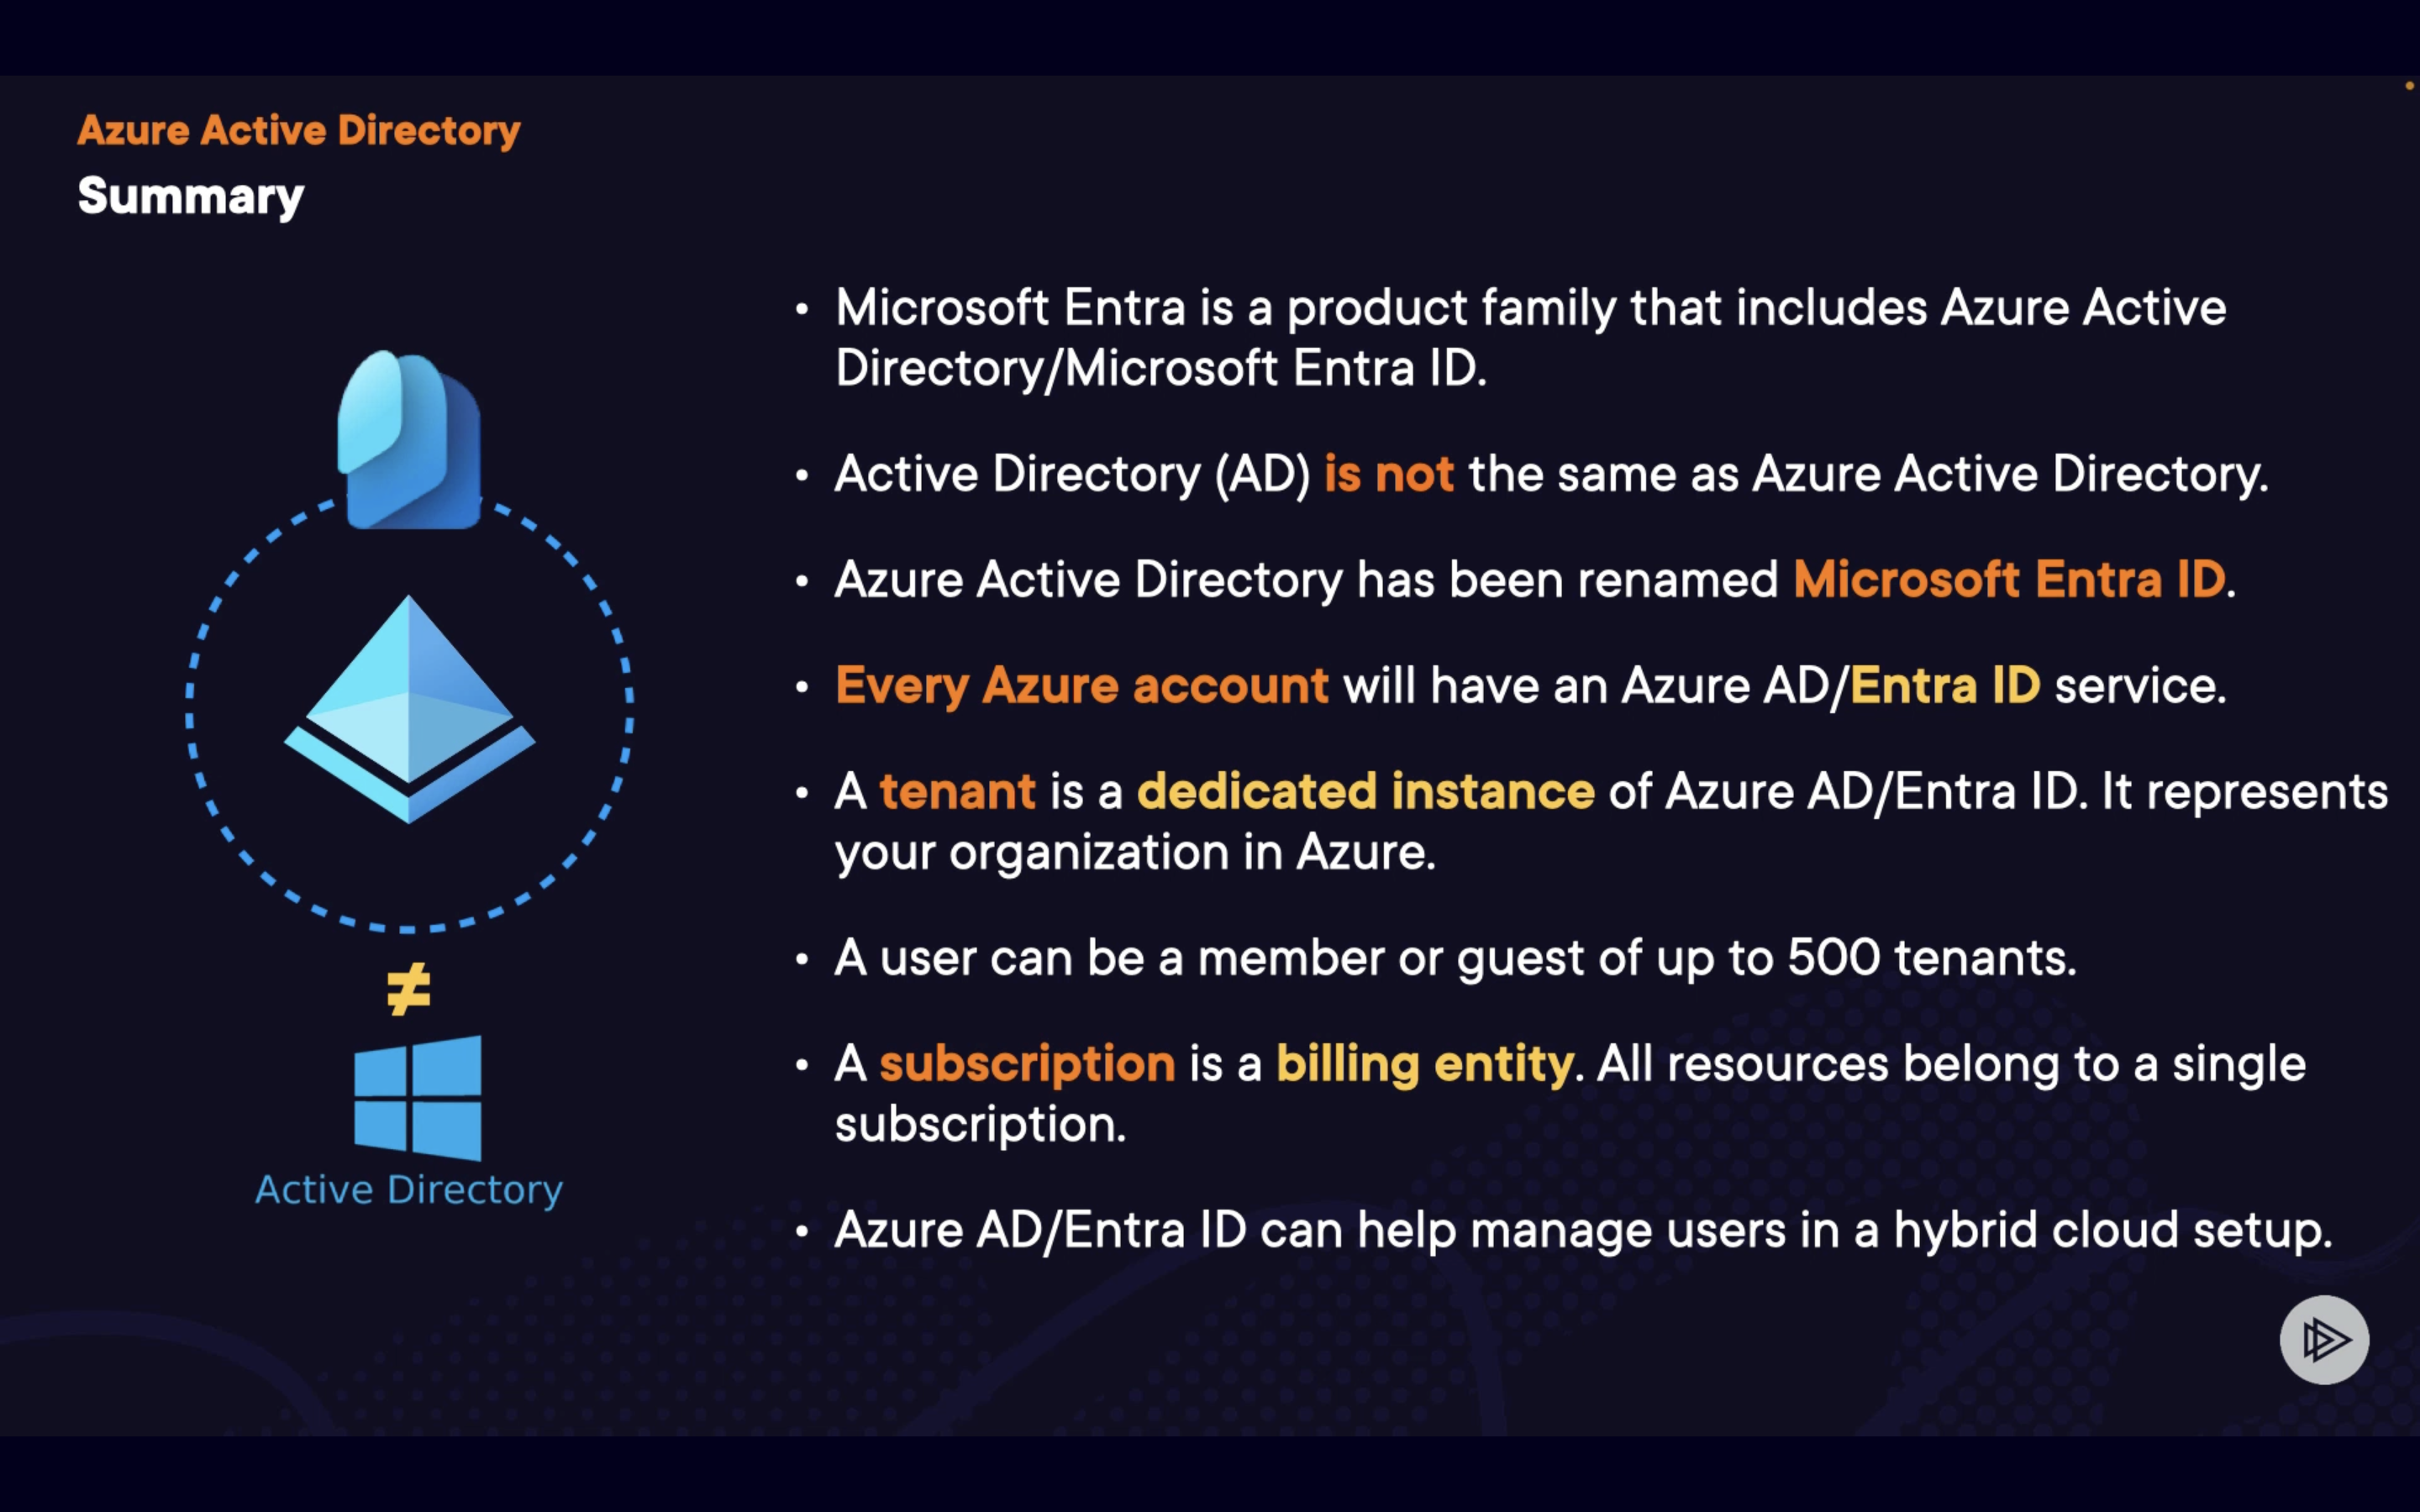 Azure Active Directory
Summary
• Microsoft Entra is a product family that includes Azure Active
Directory/Microsoft Entra ID.
• Active Directory (AD) is not the same as Azure Active Directory.
• Azure Active Directory has been renamed Microsoft Entra ID.
• Every Azure account will have an Azure AD/Entra ID service.
• A tenant is a dedicated instance of Azure AD/Entra ID. It represents
your organization in Azure.
• A user can be a member or guest of up to 500 tenants.
• A subscription is a billing entity. All resources belong to a single
subscription.
• Azure AD/Entra ID can help manage users in a hybrid cloud setup.
≠
Active Directory